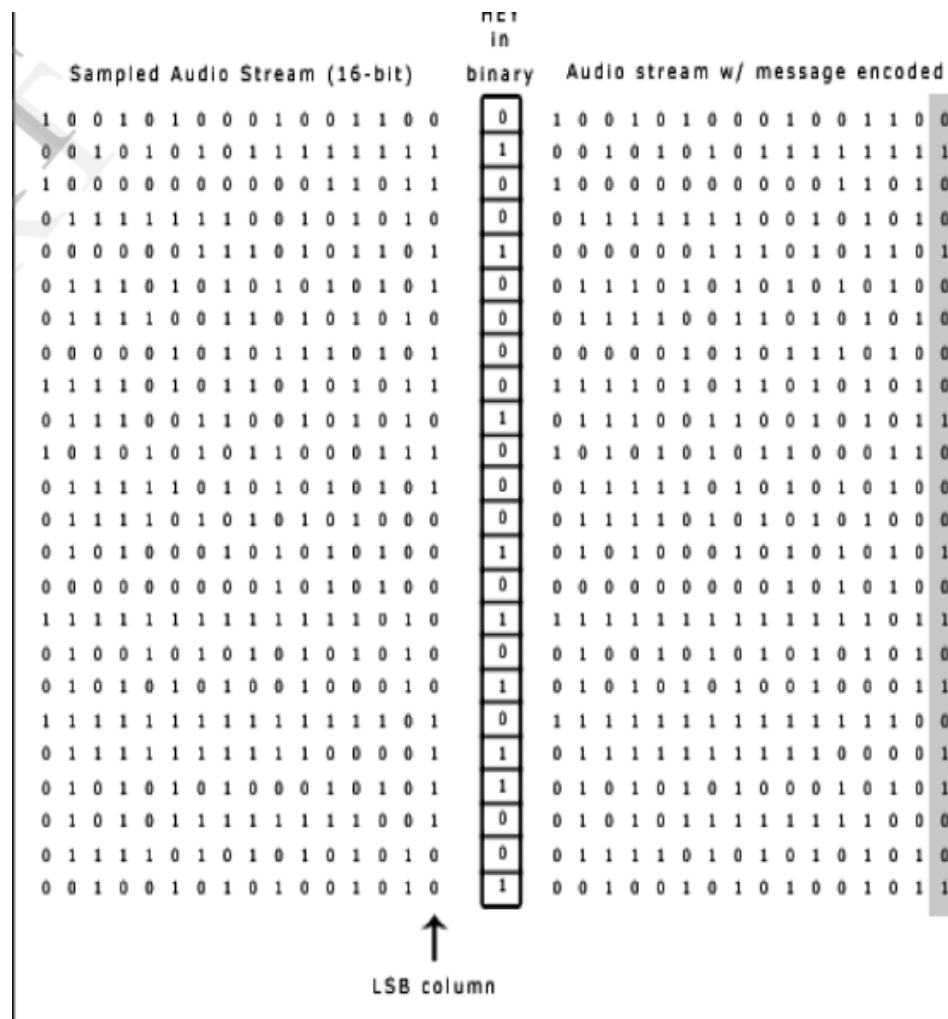 HEY
in
Sampled Audio Stream (16-bit) binary Audio stream w/ message encoded
1 0 0 1 0 1 0 0 0 1 0 0 1 1 0 0 0 1 0 0 1 0 1 0 0 0 1 0 0 1 1 0 0
0 0 1 0 1 0 1 0 1 1 1 1 1 1 1 1 1 0 0 1 0 1 0 1 0 1 1 1 1 1 1 1 1
1 0 0 0 0 0 0 0 0 0 0 1 1 0 1 1 0 1 0 0 0 0 0 0 0 0 0 0 1 1 0 1 0
0 1 1 1 1 1 1 1 0 0 1 0 1 0 1 0 0 0 1 1 1 1 1 1 1 0 0 1 0 1 0 1 0
0 0 0 0 0 0 1 1 1 0 1 0 1 1 0 1 1 0 0 0 0 0 0 1 1 1 0 1 0 1 1 0 1
0 1 1 1 0 1 0 1 0 1 0 1 0 1 0 1 0 0 1 1 1 0 1 0 1 0 1 0 1 0 1 0 0
0 1 1 1 1 0 0 1 1 0 1 0 1 0 1 0 0 0 1 1 1 1 0 0 1 1 0 1 0 1 0 1 0
0 0 0 0 0 1 0 1 0 1 1 1 0 1 0 1 0 0 0 0 0 0 1 0 1 0 1 1 1 0 1 0 0
1 1 1 1 0 1 0 1 1 0 1 0 1 0 1 1 0 1 1 1 1 0 1 0 1 1 0 1 0 1 0 1 0
0 1 1 1 0 0 1 1 0 0 1 0 1 0 1 0 1 0 1 1 1 0 0 1 1 0 0 1 0 1 0 1 1
1 0 1 0 1 0 1 0 1 1 0 0 0 1 1 1 0 1 0 1 0 1 0 1 0 1 1 0 0 0 1 1 0
0 1 1 1 1 1 0 1 0 1 0 1 0 1 0 1 0 0 1 1 1 1 1 0 1 0 1 0 1 0 1 0 0
0 1 1 1 1 0 1 0 1 0 1 0 1 0 0 0 0 0 1 1 1 1 0 1 0 1 0 1 0 1 0 0 0
0 1 0 1 0 0 0 1 0 1 0 1 0 1 0 0 1 0 1 0 1 0 0 0 1 0 1 0 1 0 1 0 1
0 0 0 0 0 0 0 0 0 1 0 1 0 1 0 0 0 0 0 0 0 0 0 0 0 0 1 0 1 0 1 0 0
1 1 1 1 1 1 1 1 1 1 1 1 1 0 1 0 1 1 1 1 1 1 1 1 1 1 1 1 1 1 0 1 1
0 1 0 0 1 0 1 0 1 0 1 0 1 0 1 0 0 0 1 0 0 1 0 1 0 1 0 1 0 1 0 1 0
0 1 0 1 0 1 0 1 0 0 1 0 0 0 1 0 1 0 1 0 1 0 1 0 1 0 0 1 0 0 0 1 1
1 1 1 1 1 1 1 1 1 1 1 1 1 1 0 1 0 1 1 1 1 1 1 1 1 1 1 1 1 1 1 0 0
0 1 1 1 1 1 1 1 1 1 1 0 0 0 0 1 1 0 1 1 1 1 1 1 1 1 1 1 0 0 0 0 1
0 1 0 1 0 1 0 1 0 0 0 1 0 1 0 1 1 0 1 0 1 0 1 0 1 0 0 0 1 0 1 0 1
0 1 0 1 0 1 1 1 1 1 1 1 1 0 0 1 0 0 1 0 1 0 1 1 1 1 1 1 1 1 0 0 0
0 1 1 1 1 0 1 0 1 0 1 0 1 0 1 0 0 0 1 1 1 1 0 1 0 1 0 1 0 1 0 1 0
0 0 1 0 0 1 0 1 0 1 0 0 1 0 1 0 1 0 0 1 0 0 1 0 1 0 1 0 0 1 0 1 1
LSB column